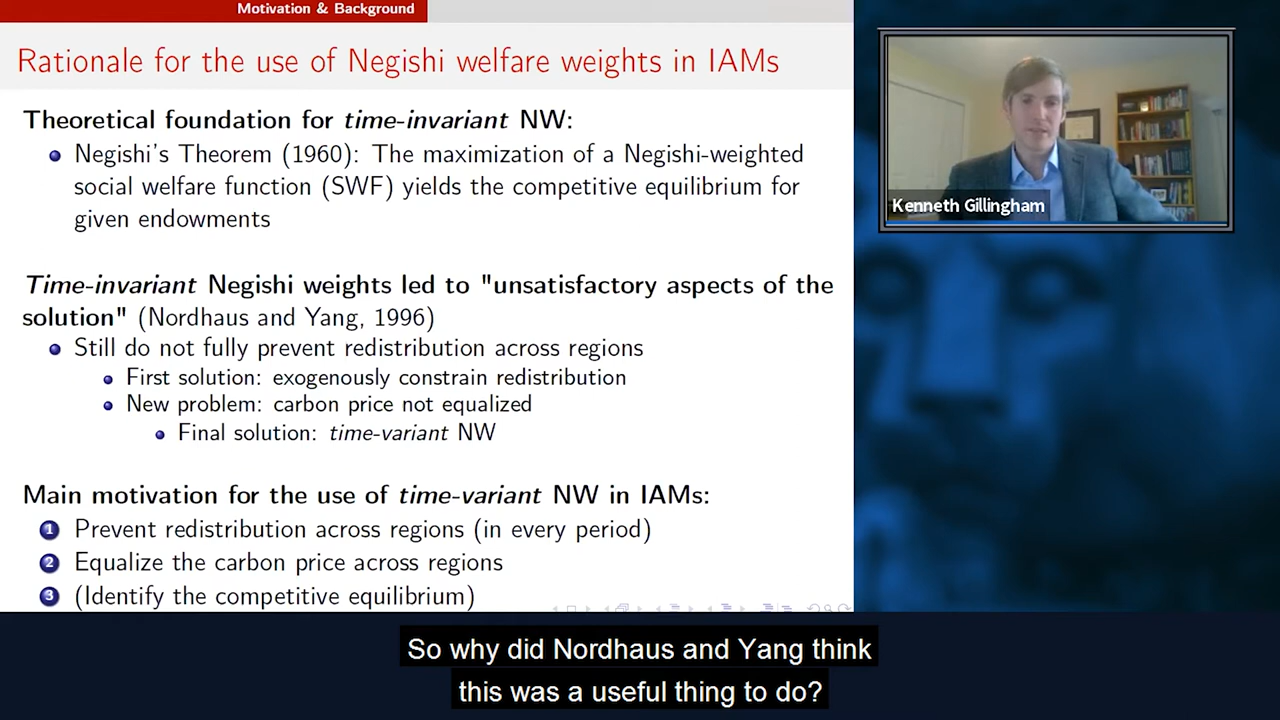 Motivation & Background
Rationale for the use of Negishi welfare weights in IAMs
Theoretical foundation for time-invariant NW:
Negishi's Theorem (1960): The maximization of a Negishi-weighted
social welfare function (SWF) yields the competitive equilibrium for
given endowments
Time-invariant Negishi weights led to "unsatisfactory aspects of the
solution" (Nordhaus and Yang, 1996)
Still do not fully prevent redistribution across regions
First solution: exogenously constrain redistribution
New problem: carbon price not equalized
Final solution: time-variant NW
Main motivation for the use of time-variant NW in IAMs:
1 Prevent redistribution across regions (in every period)
2 Equalize the carbon price across regions
3 (Identify the competitive equilibrium)
Kenneth Gillingham
So why did Nordhaus and Yang think
this was a useful thing to do?